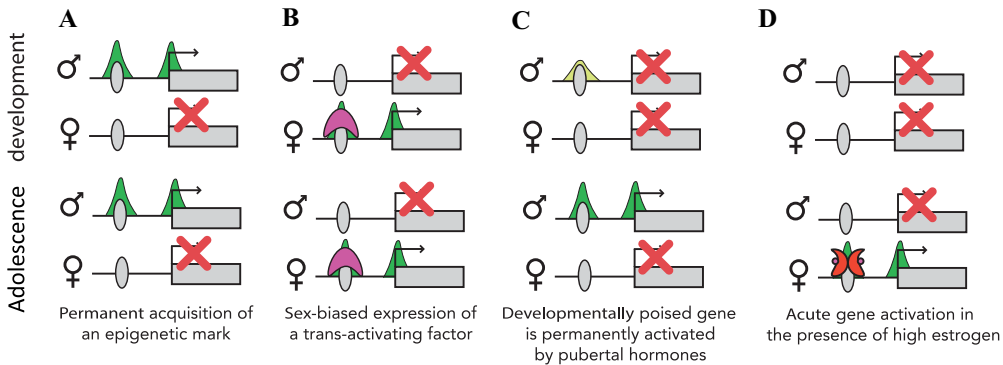 A
B
C
D
development
Adolescence
♂
♀
♂
♀
♂
♀
♂
♀
♂
♀
♂
♀
♂
♀
♂
♀
Permanent acquisition of
an epigenetic mark
Sex-biased expression of
a trans-activating factor
Developmentally poised gene
is permanently activated
by pubertal hormones
Acute gene activation in
the presence of high estrogen